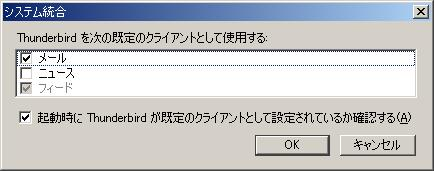 システム統合
Thunderbird を次の既定のクライアントとして使用する:
メール
ニュース
フィード
起動時に Thunderbird が既定のクライアントとして設定されているか確認する(A)
OK キャンセル